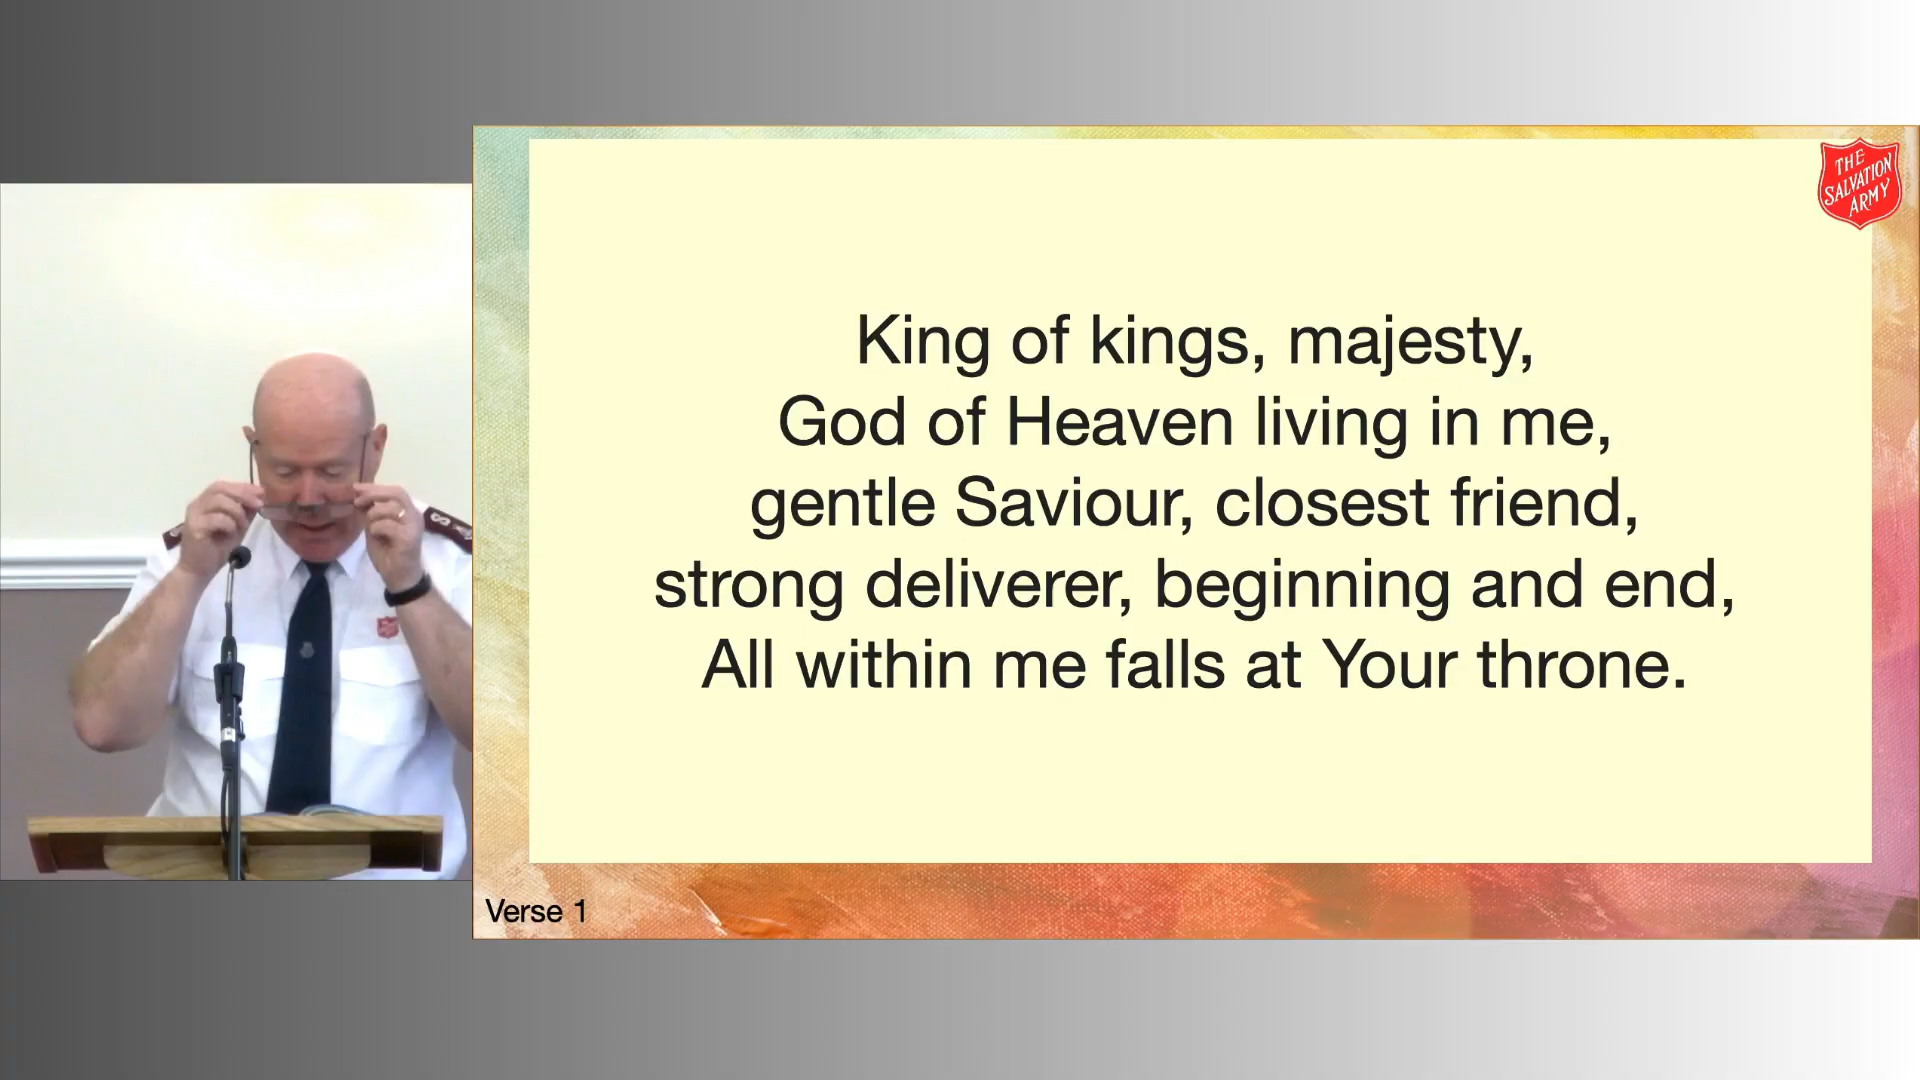 THE
SALVATION
ARMY
King of kings, majesty,
God of Heaven living in me,
gentle Saviour, closest friend,
strong deliverer, beginning and end,
All within me falls at Your throne.
Verse 1